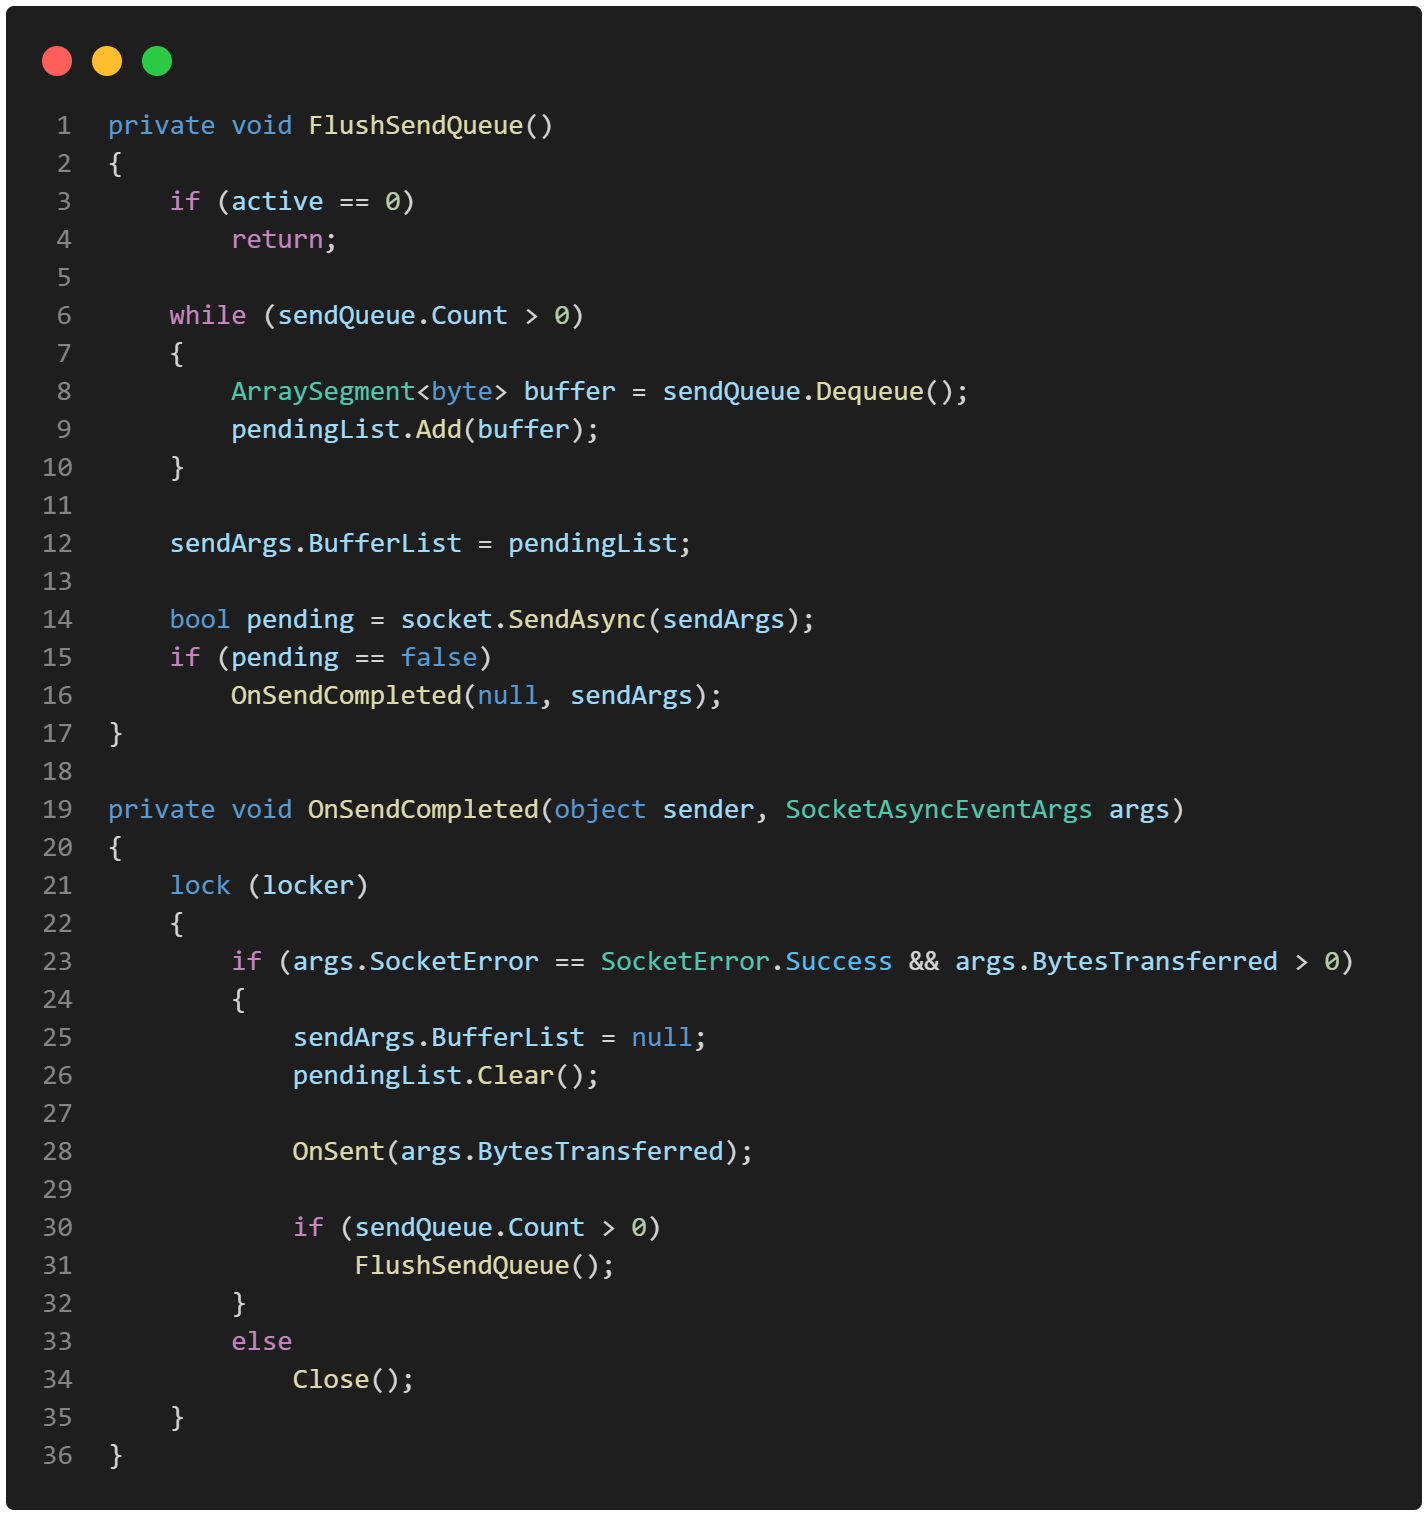 1 private void FlushSendQueue()
2 {
3     if (active == 0)
4         return;
5
6     while (sendQueue.Count > 0)
7     {
8         ArraySegment<byte> buffer = sendQueue.Dequeue();
9         pendingList.Add(buffer);
10     }
11
12     sendArgs.BufferList = pendingList;
13
14     bool pending = socket.SendAsync(sendArgs);
15     if (pending == false)
16         OnSendCompleted(null, sendArgs);
17 }
18
19 private void OnSendCompleted(object sender, SocketAsyncEventArgs args)
20 {
21     lock (locker)
22     {
23         if (args.SocketError == SocketError.Success && args.BytesTransferred > 0)
24         {
25             sendArgs.BufferList = null;
26             pendingList.Clear();
27
28             OnSent(args.BytesTransferred);
29
30             if (sendQueue.Count > 0)
31                 FlushSendQueue();
32         }
33         else
34             Close();
35     }
36 }